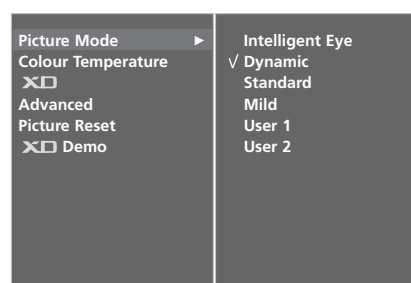 Picture Mode ►
Colour Temperature
XD
Advanced
Picture Reset
XD Demo
Intelligent Eye
√ Dynamic
Standard
Mild
User 1
User 2